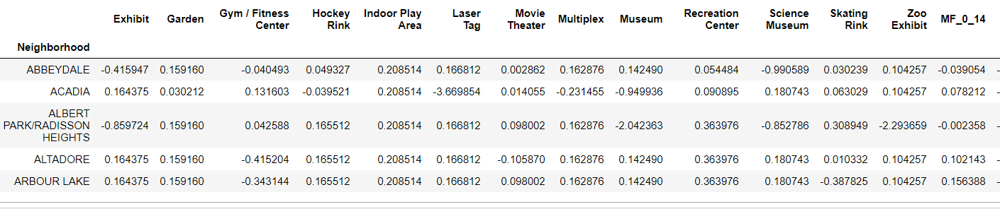 Exhibit Garden Gym / Fitness Center Hockey Rink Indoor Play Area Laser Tag Movie Theater Multiplex Museum Recreation Center Science Museum Skating Rink Zoo Exhibit MF_0_14
Neighborhood
ABBEYDALE -0.415947 0.159160 -0.040493 0.049327 0.208514 0.166812 0.002862 0.162876 0.142490 0.054484 -0.990589 0.030239 0.104257 -0.039054 -
ACADIA 0.164375 0.030212 0.131603 -0.039521 0.208514 -3.669854 0.014055 -0.231455 -0.949936 0.090895 0.180743 0.063029 0.104257 0.078212
ALBERT PARK/RADISSON HEIGHTS -0.859724 0.159160 0.042588 0.165512 0.208514 0.166812 0.098002 0.162876 -2.042363 0.363976 -0.852786 0.308949 -2.293659 -0.002358 -
ALTADORE 0.164375 0.159160 -0.415204 0.165512 0.208514 0.166812 -0.105870 0.162876 0.142490 0.363976 0.180743 0.010332 0.104257 0.102143 -
ARBOUR LAKE 0.164375 0.159160 -0.343144 0.165512 0.208514 0.166812 0.098002 0.162876 0.142490 0.363976 0.180743 -0.387825 0.104257 0.156388 -